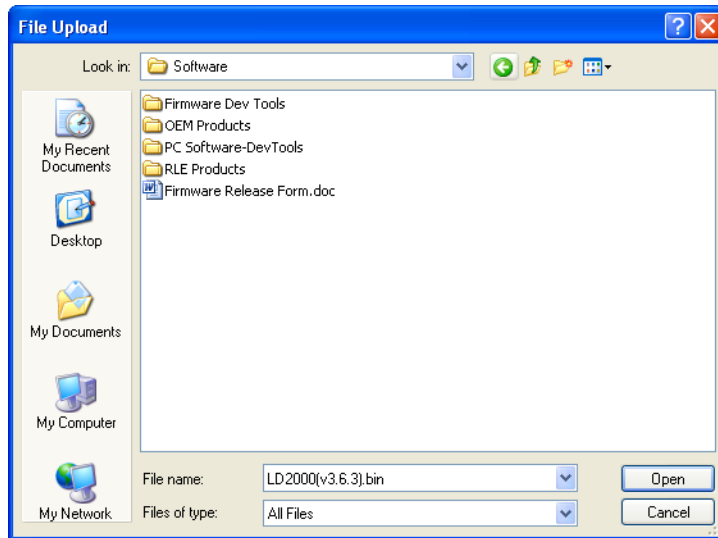 File Upload
Look in: Software
My Recent
Documents
Desktop
My Documents
My Computer
My Network
Firmware Dev Tools
OEM Products
PC Software-DevTools
RLE Products
Firmware Release Form.doc
File name: LD2000(v3.6.3).bin Open
Files of type: All Files Cancel